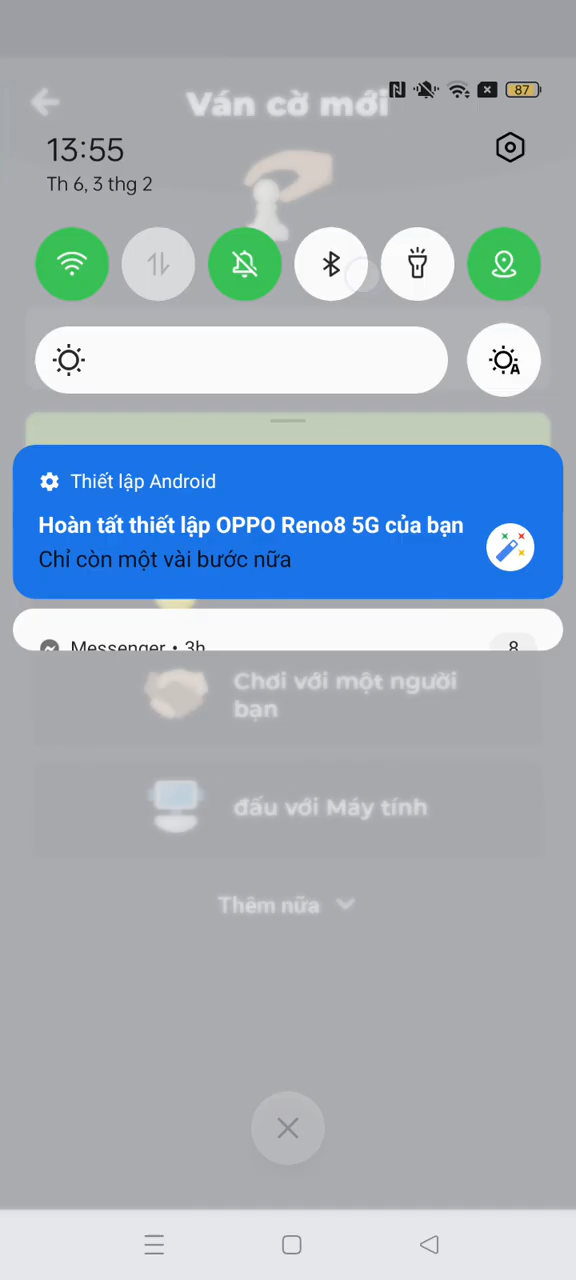 Ván cờ mới
87
13:55
Th 6, 3 thg 2
A
Thiết lập Android
Hoàn tất thiết lập OPPO Reno8 5G của bạn
Chỉ còn một vài bước nữa
Messenger • 3h
8
Chơi với một người
bạn
đấu với Máy tính
Thêm nữa